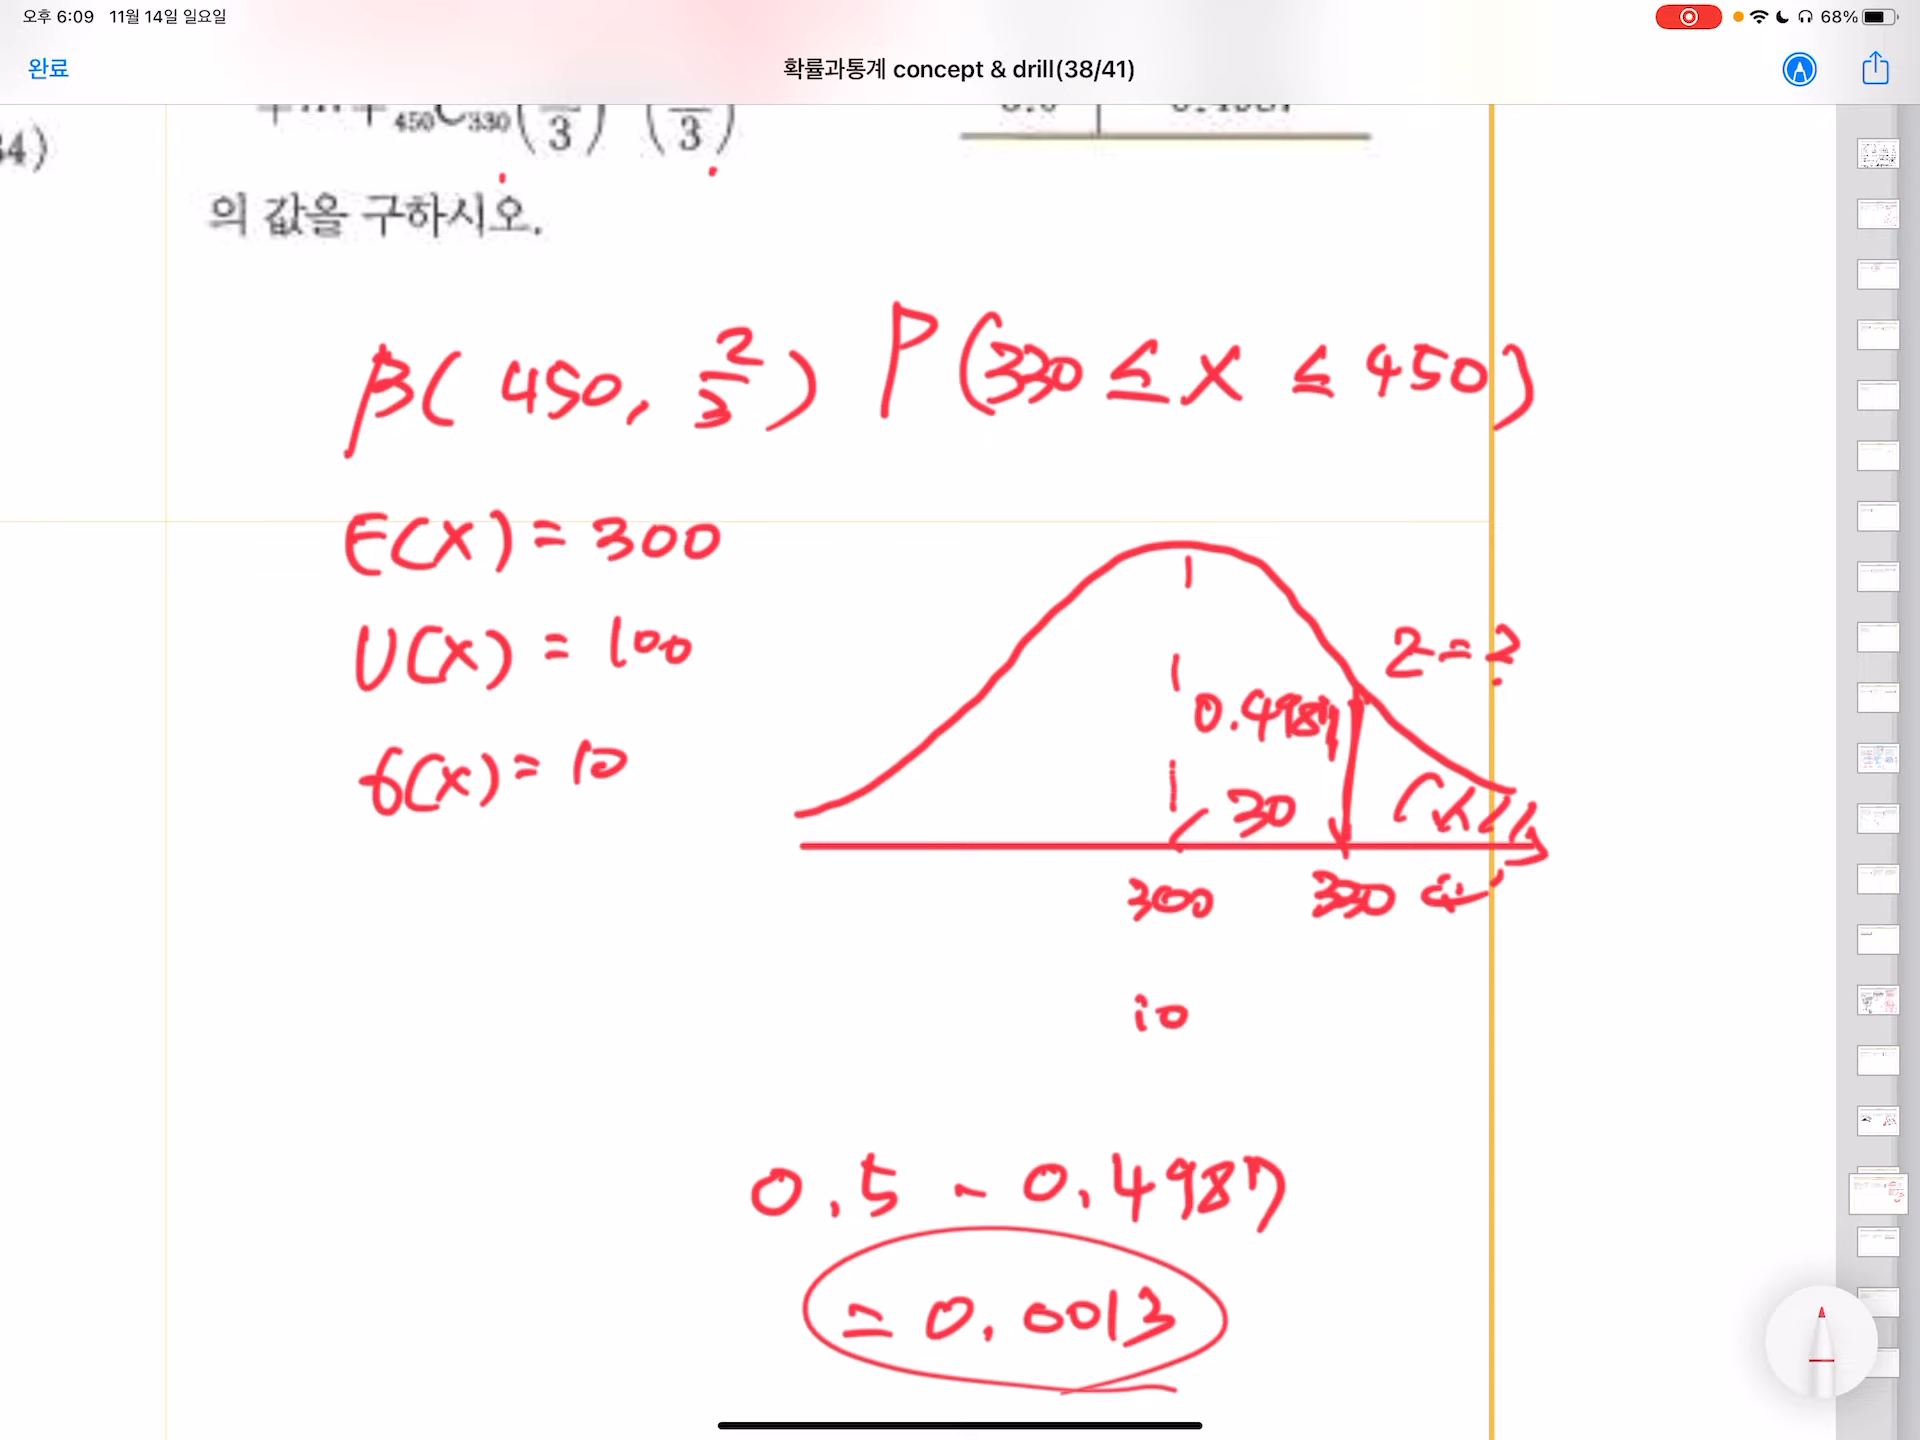 오후 6:09 11월 14일 일요일
68%
완료
확률과통계 concept & drill(38/41)
450C330( 3) ( 3)
34)
의 값을 구하시오.
B( 450, 2/3 ) P(330 ≤ X ≤ 450)
E(X) = 300
V(X) = 100
σ(X) = 10
Z = ?
0.4987
30
300 330
10
0.5 - 0.4987
= 0.0013